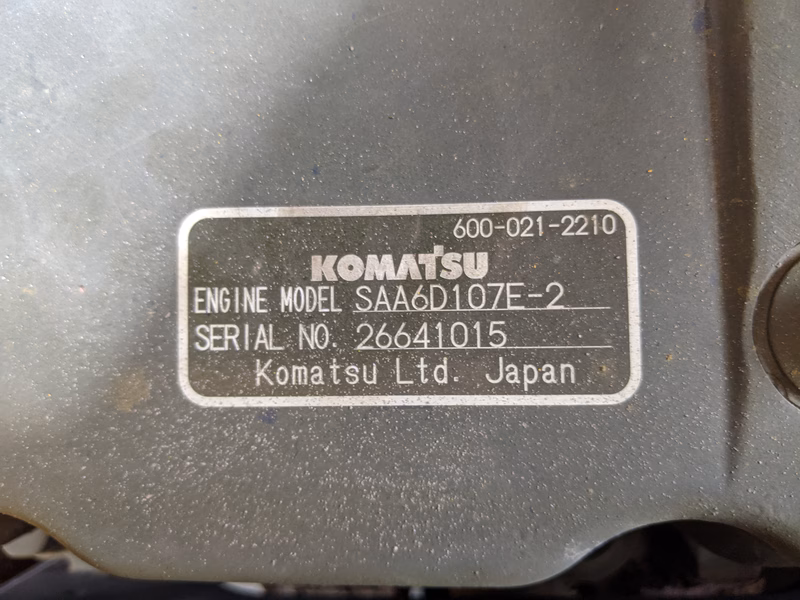 600-021-2210
KOMATSU
ENGINE MODEL SAA6D107E-2
SERIAL NO. 26641015
Komatsu Ltd. Japan